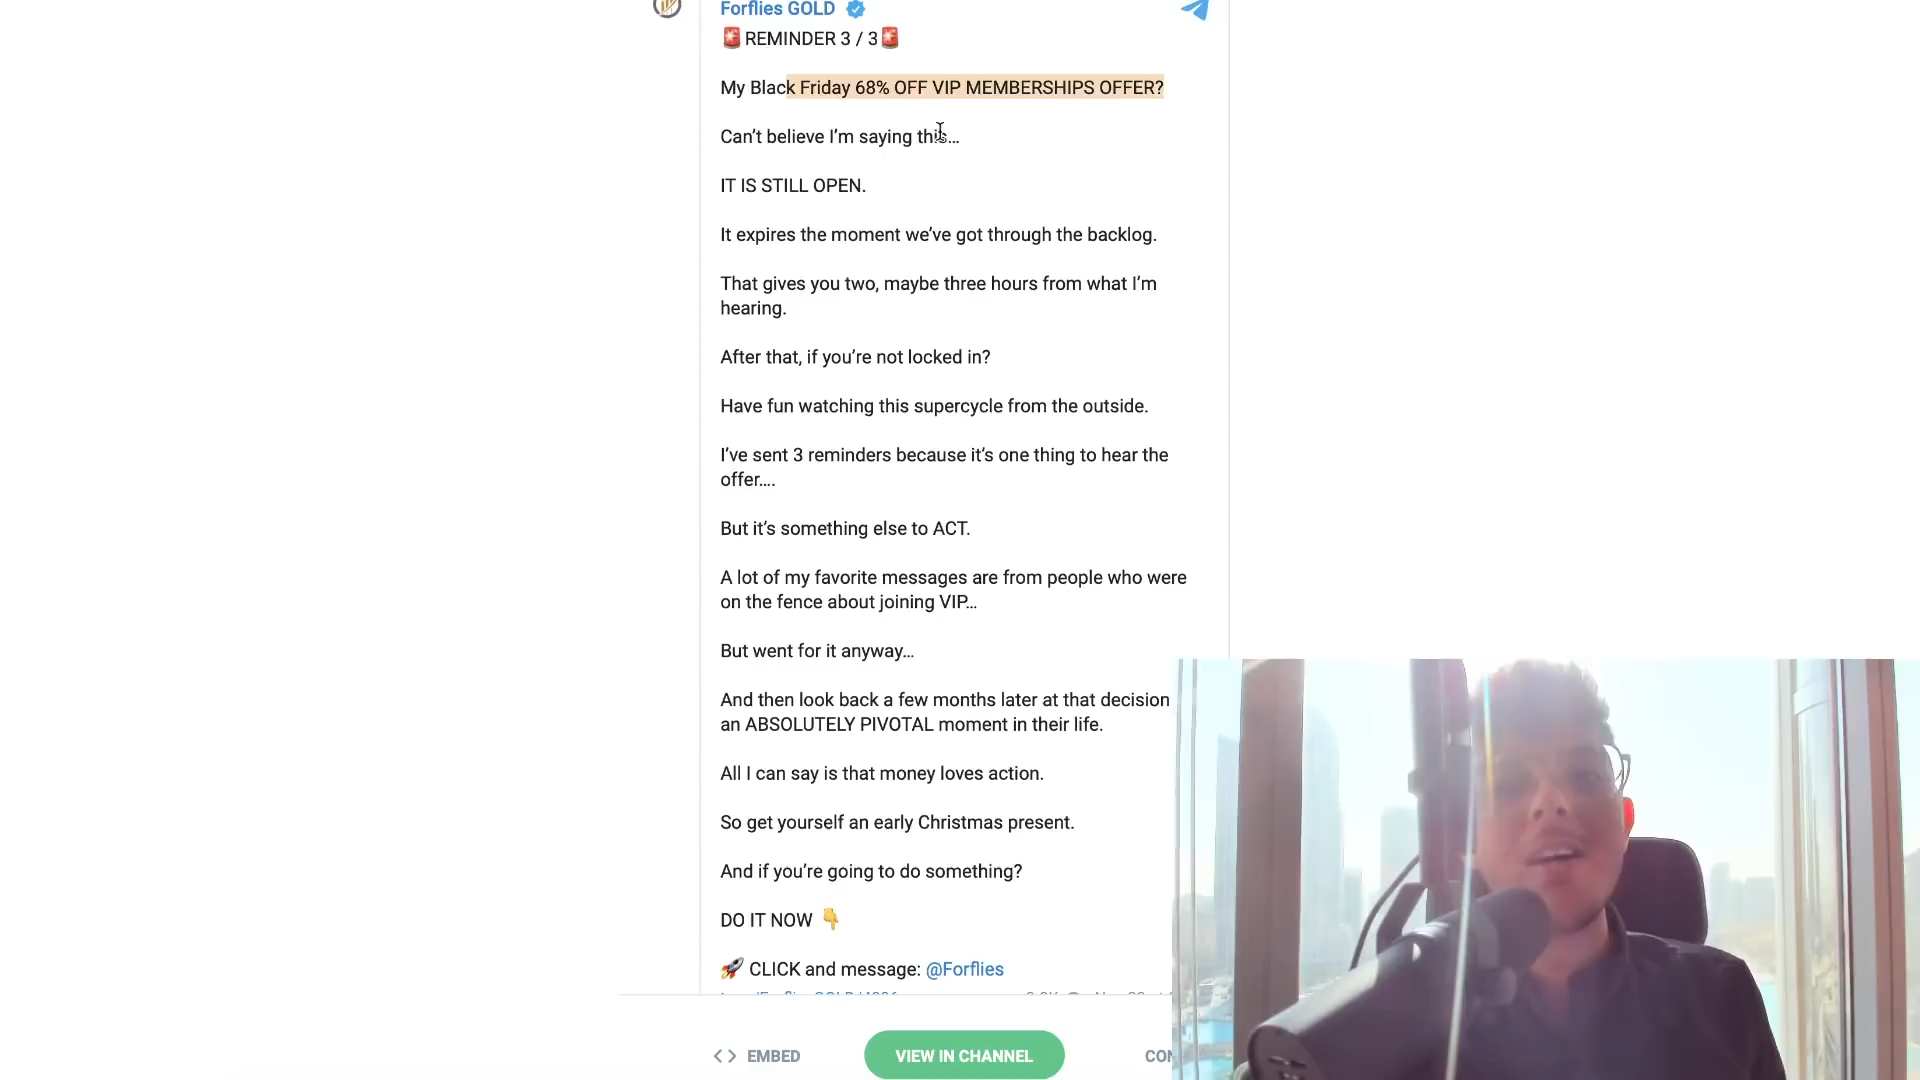 Forflies GOLD
🚨REMINDER 3 / 3🚨
My Black Friday 68% OFF VIP MEMBERSHIPS OFFER?
Can't believe I'm saying this...
IT IS STILL OPEN.
It expires the moment we've got through the backlog.
That gives you two, maybe three hours from what I'm
hearing.
After that, if you're not locked in?
Have fun watching this supercycle from the outside.
I've sent 3 reminders because it's one thing to hear the
offer....
But it's something else to ACT.
A lot of my favorite messages are from people who were
on the fence about joining VIP...
But went for it anyway...
And then look back a few months later at that decision
an ABSOLUTELY PIVOTAL moment in their life.
All I can say is that money loves action.
So get yourself an early Christmas present.
And if you're going to do something?
DO IT NOW 👇
🚀 CLICK and message: @Forflies
<> EMBED
VIEW IN CHANNEL